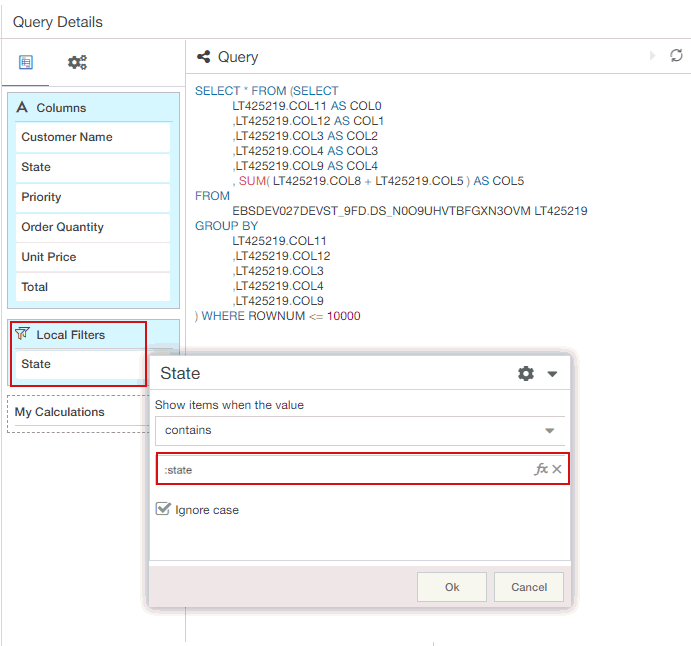 Query Details
Columns
Customer Name
State
Priority
Order Quantity
Unit Price
Total
Local Filters
State
My Calculations
Query
SELECT * FROM (SELECT
LT425219.COL11 AS COL0
,LT425219.COL12 AS COL1
,LT425219.COL3 AS COL2
,LT425219.COL4 AS COL3
,LT425219.COL9 AS COL4
, SUM( LT425219.COL8 + LT425219.COL5 ) AS COL5
FROM
EBSDEV027DEVST_9FD.DS_N0O9UHVTBFGXN3OVM LT425219
GROUP BY
LT425219.COL11
,LT425219.COL12
,LT425219.COL3
,LT425219.COL4
,LT425219.COL9
) WHERE ROWNUM <= 10000
State
Show items when the value
contains
:state fx
Ignore case
Ok Cancel